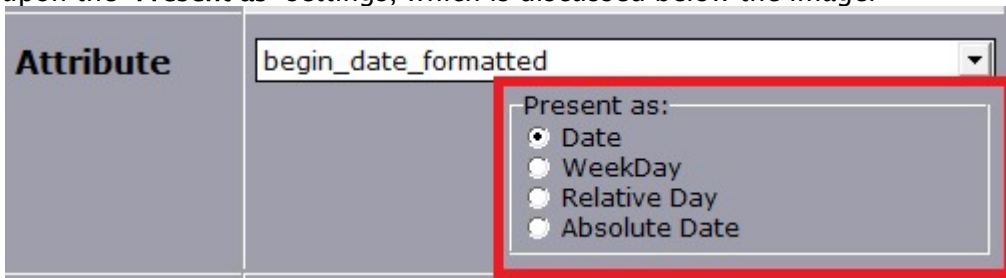 upon the 'Present as' settings, which is discussed below the image.
Attribute
begin_date_formatted
Present as:
Date
WeekDay
Relative Day
Absolute Date